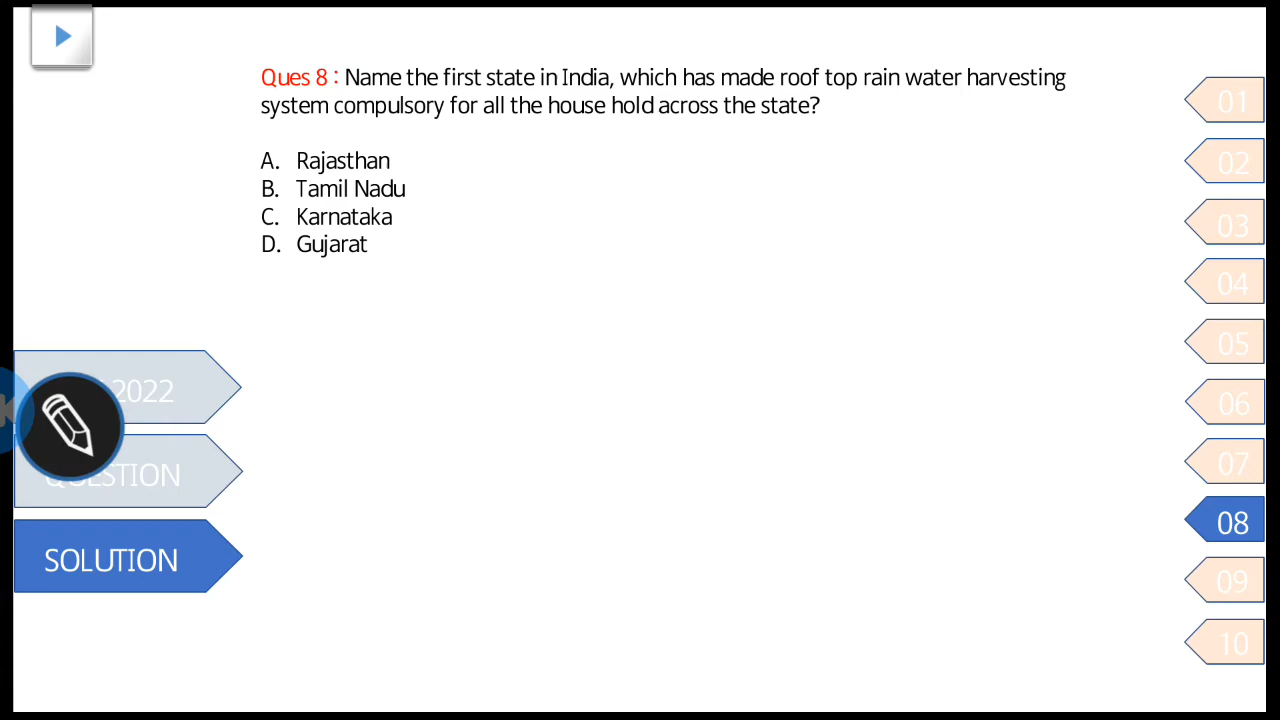 Ques 8 : Name the first state in India, which has made roof top rain water harvesting
system compulsory for all the house hold across the state?
A. Rajasthan
B. Tamil Nadu
C. Karnataka
D. Gujarat
2022
QUESTION
SOLUTION
01
02
03
04
05
06
07
08
09
10